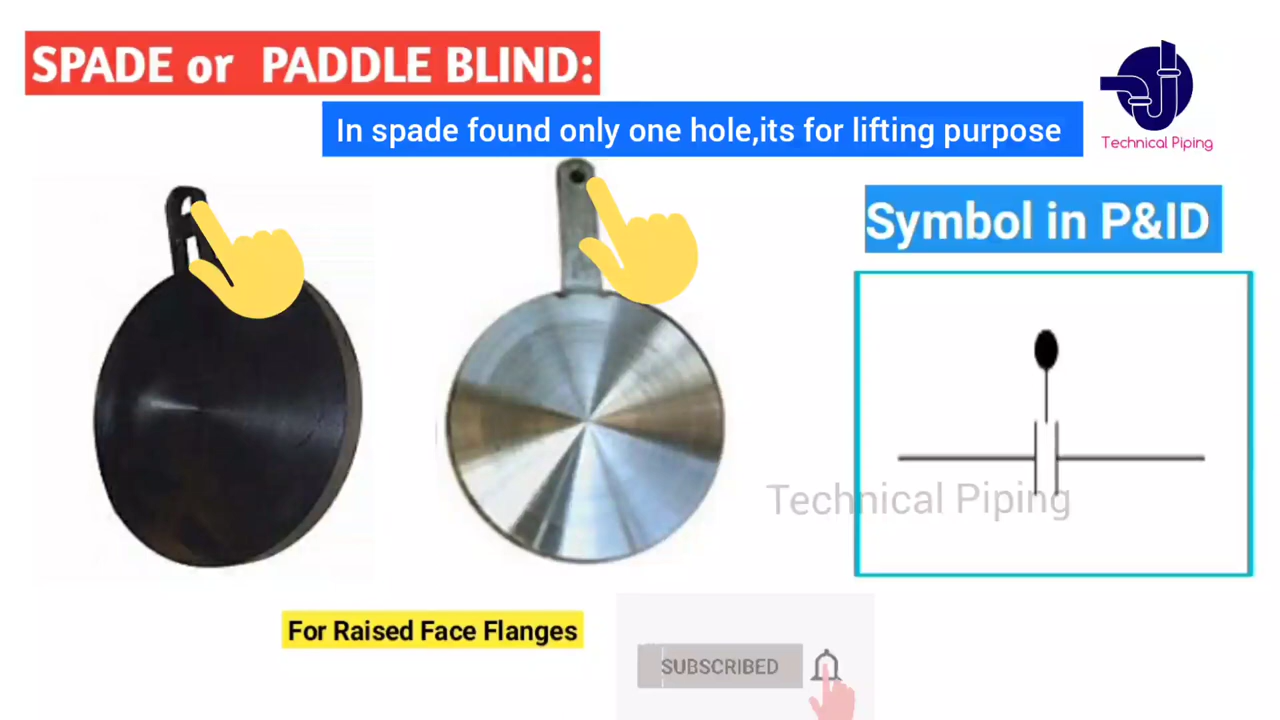 SPADE or PADDLE BLIND:
In spade found only one hole,its for lifting purpose
Technical Piping
Symbol in P&ID
Technical Piping
For Raised Face Flanges
SUBSCRIBED